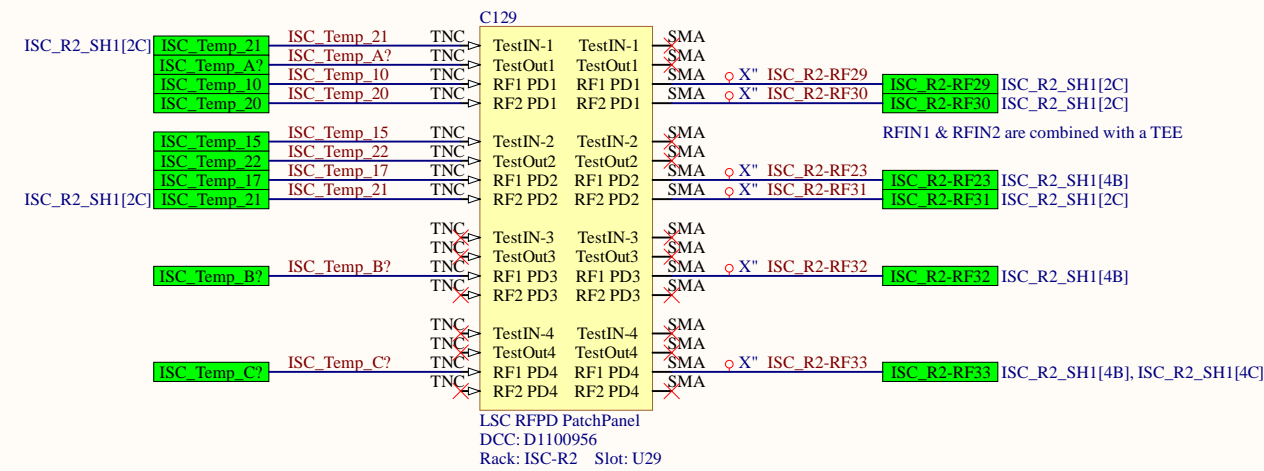 C129
ISC_R2_SH1[2C] ISC_Temp_21 ISC_Temp_21 TNC TestIN-1 TestIN-1 SMA
ISC_Temp_A? ISC_Temp_A? TNC TestOut1 TestOut1 SMA
ISC_Temp_10 ISC_Temp_10 TNC RF1 PD1 RF1 PD1 SMA X" ISC_R2-RF29 ISC_R2-RF29 ISC_R2_SH1[2C]
ISC_Temp_20 ISC_Temp_20 TNC RF2 PD1 RF2 PD1 SMA X" ISC_R2-RF30 ISC_R2-RF30 ISC_R2_SH1[2C]
RFIN1 & RFIN2 are combined with a TEE
ISC_Temp_15 ISC_Temp_15 TNC TestIN-2 TestIN-2 SMA
ISC_Temp_22 ISC_Temp_22 TNC TestOut2 TestOut2 SMA
ISC_Temp_17 ISC_Temp_17 TNC RF1 PD2 RF1 PD2 SMA X" ISC_R2-RF23 ISC_R2-RF23 ISC_R2_SH1[4B]
ISC_R2_SH1[2C] ISC_Temp_21 ISC_Temp_21 TNC RF2 PD2 RF2 PD2 SMA X" ISC_R2-RF31 ISC_R2-RF31 ISC_R2_SH1[2C]
TNC TestIN-3 TestIN-3 SMA
TNC TestOut3 TestOut3 SMA
ISC_Temp_B? ISC_Temp_B? TNC RF1 PD3 RF1 PD3 SMA X" ISC_R2-RF32 ISC_R2-RF32 ISC_R2_SH1[4B]
TNC RF2 PD3 RF2 PD3 SMA
TNC TestIN-4 TestIN-4 SMA
TNC TestOut4 TestOut4 SMA
ISC_Temp_C? ISC_Temp_C? TNC RF1 PD4 RF1 PD4 SMA X" ISC_R2-RF33 ISC_R2-RF33 ISC_R2_SH1[4B], ISC_R2_SH1[4C]
TNC RF2 PD4 RF2 PD4 SMA
LSC RFPD PatchPanel
DCC: D1100956
Rack: ISC-R2 Slot: U29